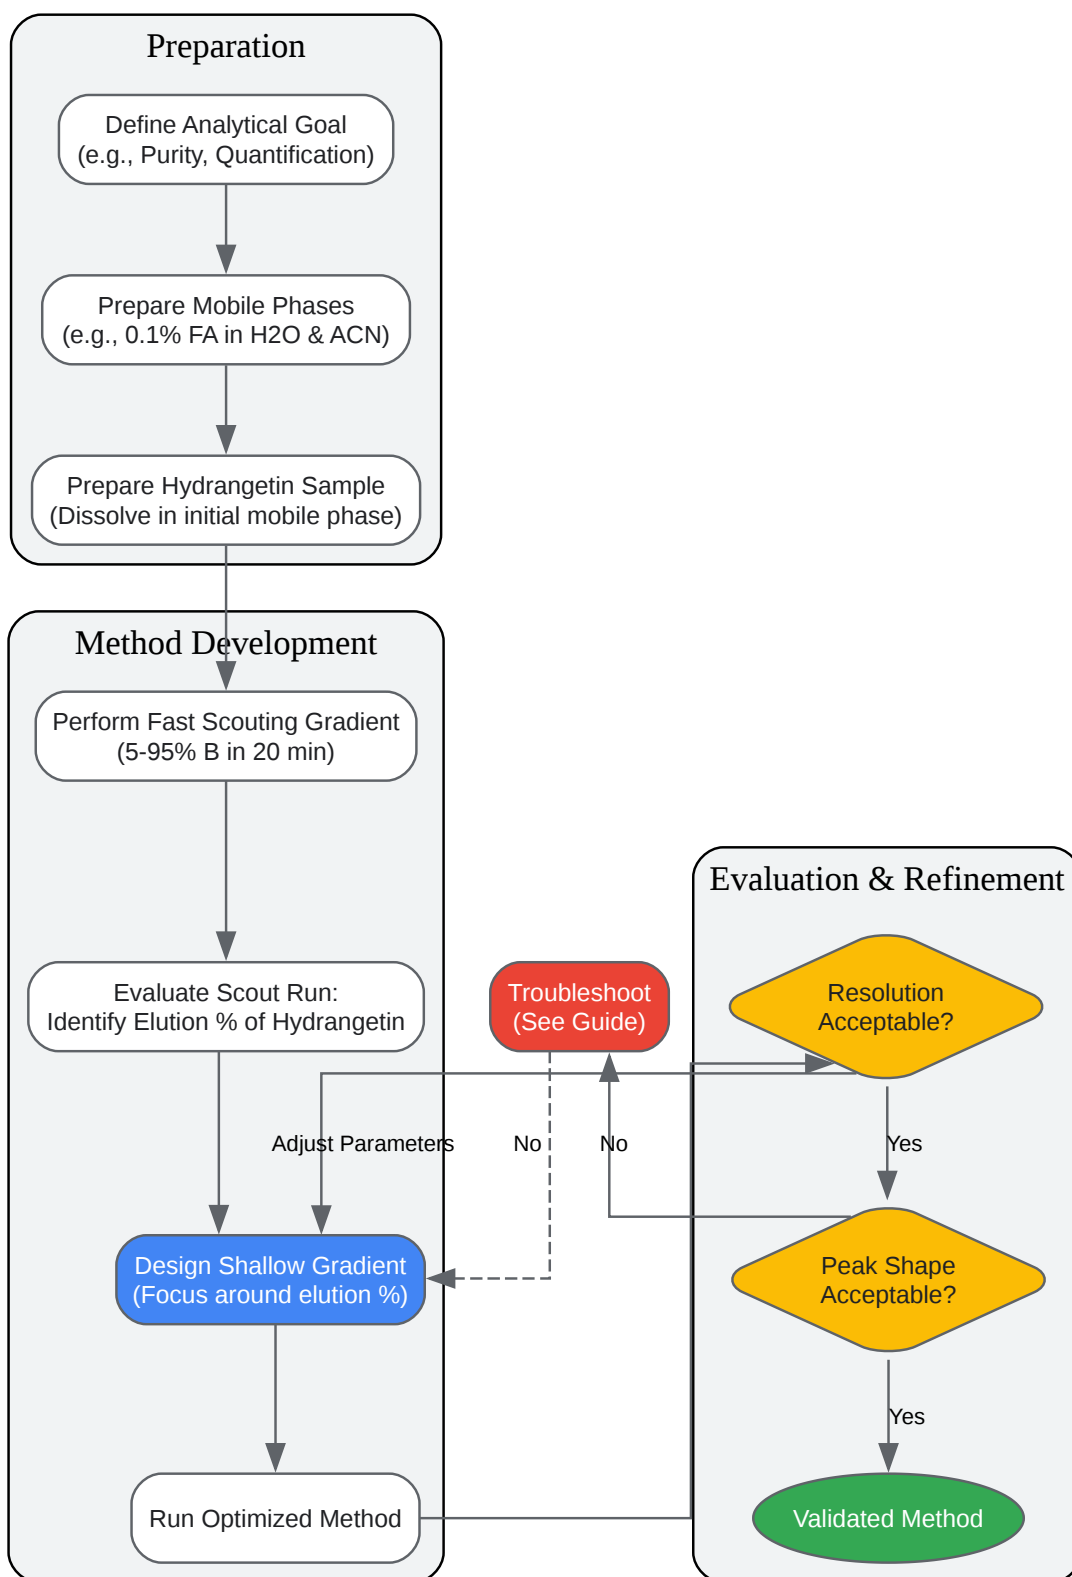 Preparation
Define Analytical Goal
(e.g., Purity, Quantification)
Prepare Mobile Phases
(e.g., 0.1% FA in H2O & ACN)
Prepare Hydrangetin Sample
(Dissolve in initial mobile phase)
Method Development
Perform Fast Scouting Gradient
(5-95% B in 20 min)
Evaluate Scout Run:
Identify Elution % of Hydrangetin
Troubleshoot
(See Guide)
Evaluation & Refinement
Resolution
Acceptable?
Adjust Parameters
No
No
Yes
Design Shallow Gradient
(Focus around elution %)
Peak Shape
Acceptable?
Yes
Run Optimized Method
Validated Method